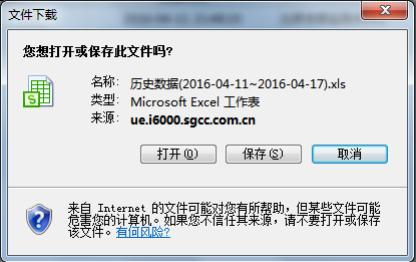 文件下载
您想打开或保存此文件吗?
名称: 历史数据(2016-04-11~2016-04-17).xls
类型: Microsoft Excel 工作表
来源: ue.i6000.sgcc.com.cn
打开(O) 保存(S) 取消
来自 Internet 的文件可能对您有所帮助，但某些文件可能
危害您的计算机。如果您不信任其来源，请不要打开或保存
该文件。有何风险?